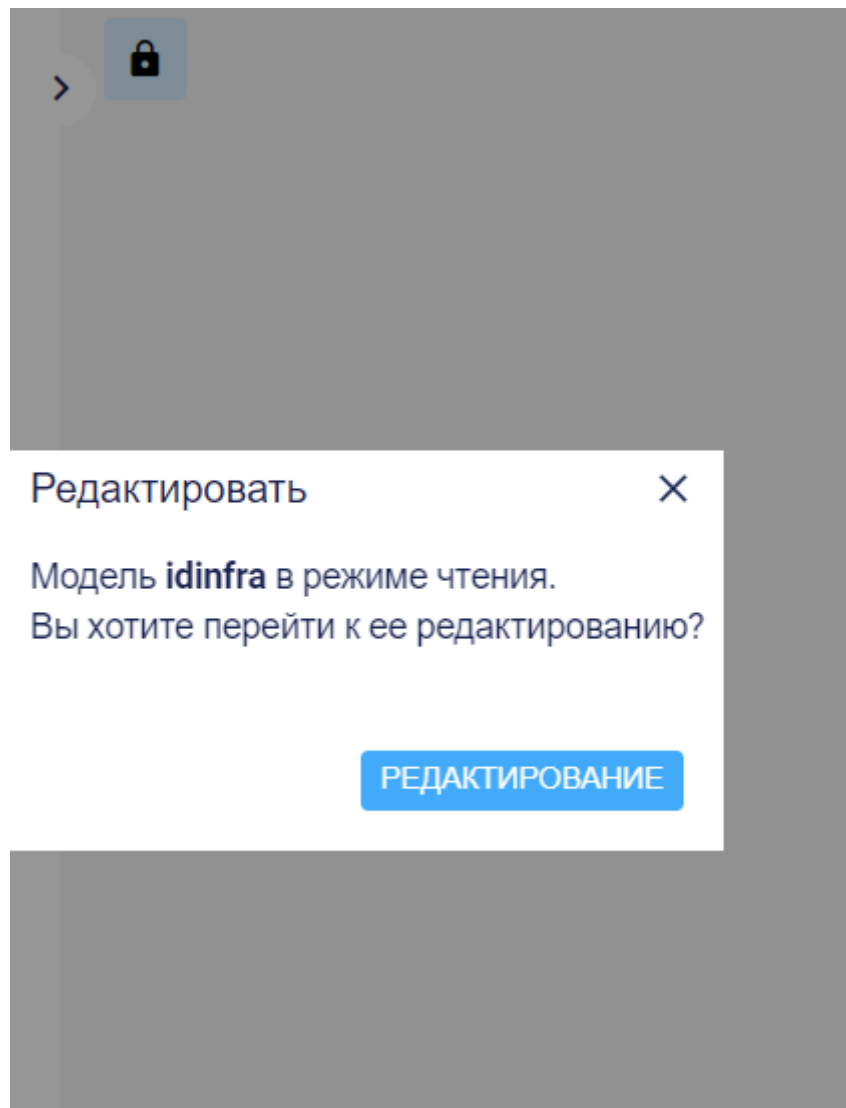 Редактировать
Модель idinfra в режиме чтения.
Вы хотите перейти к ее редактированию?
РЕДАКТИРОВАНИЕ